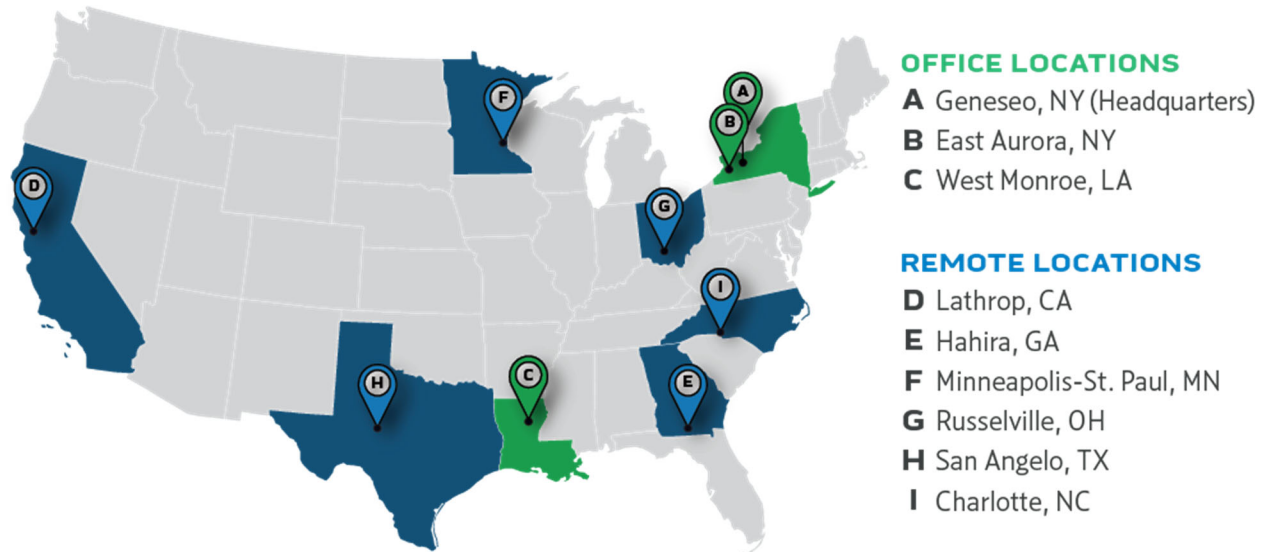 OFFICE LOCATIONS
A Geneseo, NY (Headquarters)
B East Aurora, NY
C West Monroe, LA
REMOTE LOCATIONS
D Lathrop, CA
E Hahira, GA
F Minneapolis-St. Paul, MN
G Russelville, OH
H San Angelo, TX
I Charlotte, NC
F
A
B
D
G
I
C
H
E